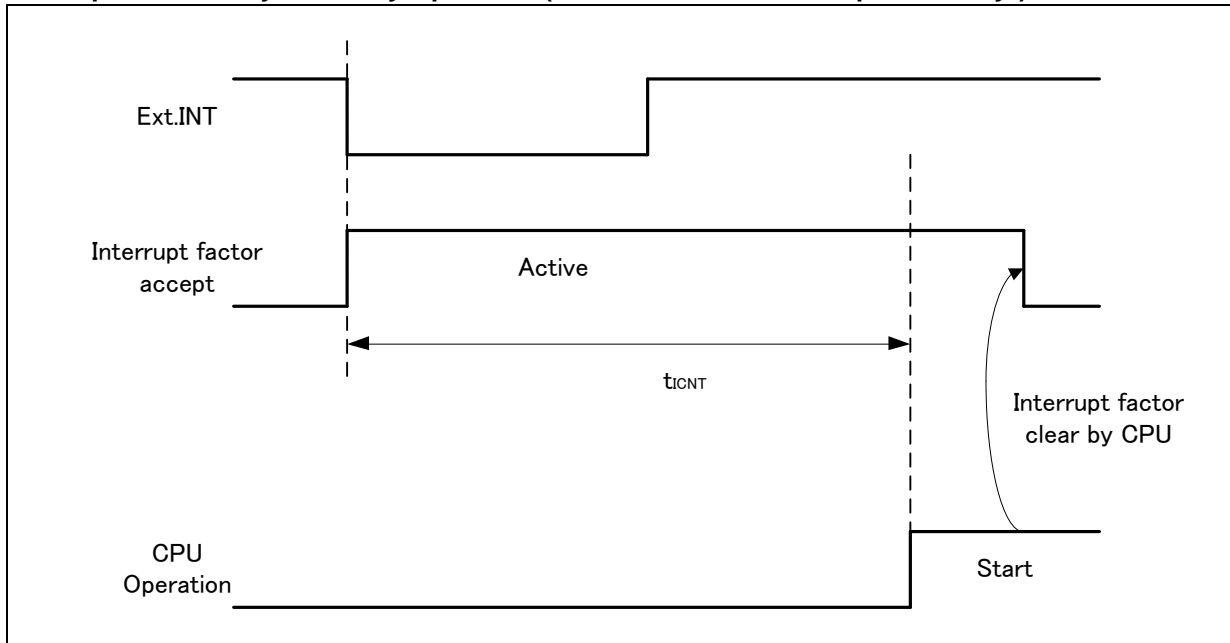 Ext.INT
Interrupt factor
accept
Active
tICNT
Interrupt factor
clear by CPU
CPU
Operation
Start